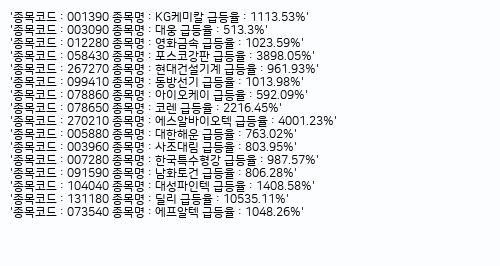 '종목코드 : 001390 종목명 : KG케미칼 급등율 : 1113.53%'
'종목코드 : 003090 종목명 : 대웅 급등율 : 513.3%'
'종목코드 : 012280 종목명 : 영화금속 급등율 : 1023.59%'
'종목코드 : 058430 종목명 : 포스코강판 급등율 : 3898.05%'
'종목코드 : 267270 종목명 : 현대건설기계 급등율 : 961.93%'
'종목코드 : 099410 종목명 : 동방선기 급등율 : 1013.98%'
'종목코드 : 078860 종목명 : 아이오케이 급등율 : 592.09%'
'종목코드 : 078650 종목명 : 코렌 급등율 : 2216.45%'
'종목코드 : 270210 종목명 : 에스알바이오텍 급등율 : 4001.23%'
'종목코드 : 005880 종목명 : 대한해운 급등율 : 763.02%'
'종목코드 : 003960 종목명 : 사조대림 급등율 : 803.95%'
'종목코드 : 007280 종목명 : 한국특수형강 급등율 : 987.57%'
'종목코드 : 091590 종목명 : 남화토건 급등율 : 806.28%'
'종목코드 : 104040 종목명 : 대성파인텍 급등율 : 1408.58%'
'종목코드 : 131180 종목명 : 딜리 급등율 : 10535.11%'
'종목코드 : 073540 종목명 : 에프알텍 급등율 : 1048.26%'